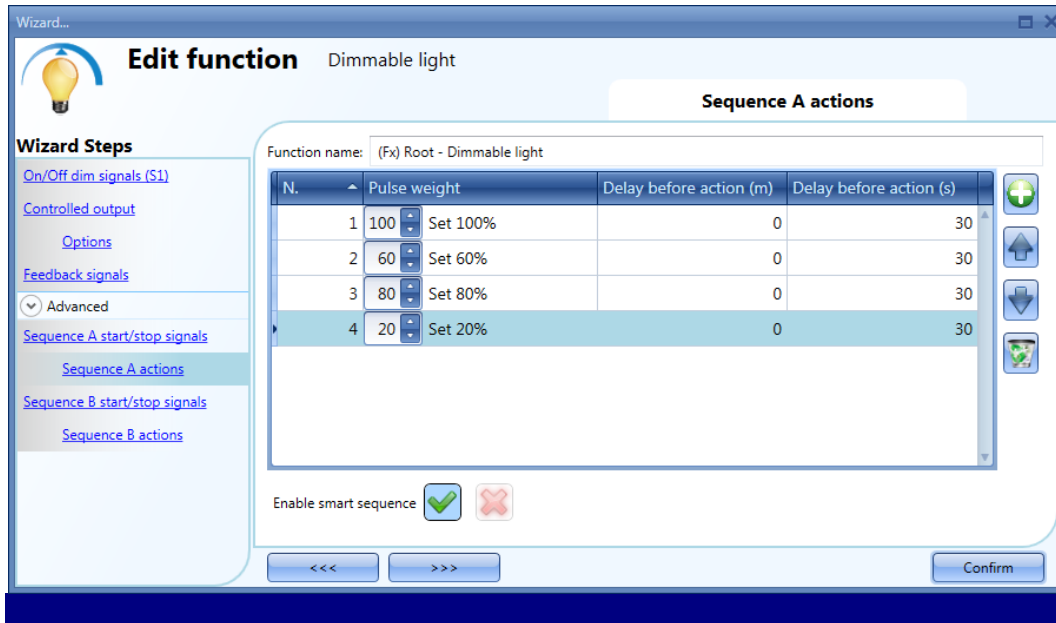 Wizard...
Edit function Dimmable light
Sequence A actions
Wizard Steps
On/Off dim signals (S1)
Controlled output
Options
Feedback signals
Advanced
Sequence A start/stop signals
Sequence A actions
Sequence B start/stop signals
Sequence B actions
Function name: (Fx) Root - Dimmable light
N. Pulse weight Delay before action (m) Delay before action (s)
1 100 Set 100% 0 30
2 60 Set 60% 0 30
3 80 Set 80% 0 30
4 20 Set 20% 0 30
Enable smart sequence
<<< >>> Confirm